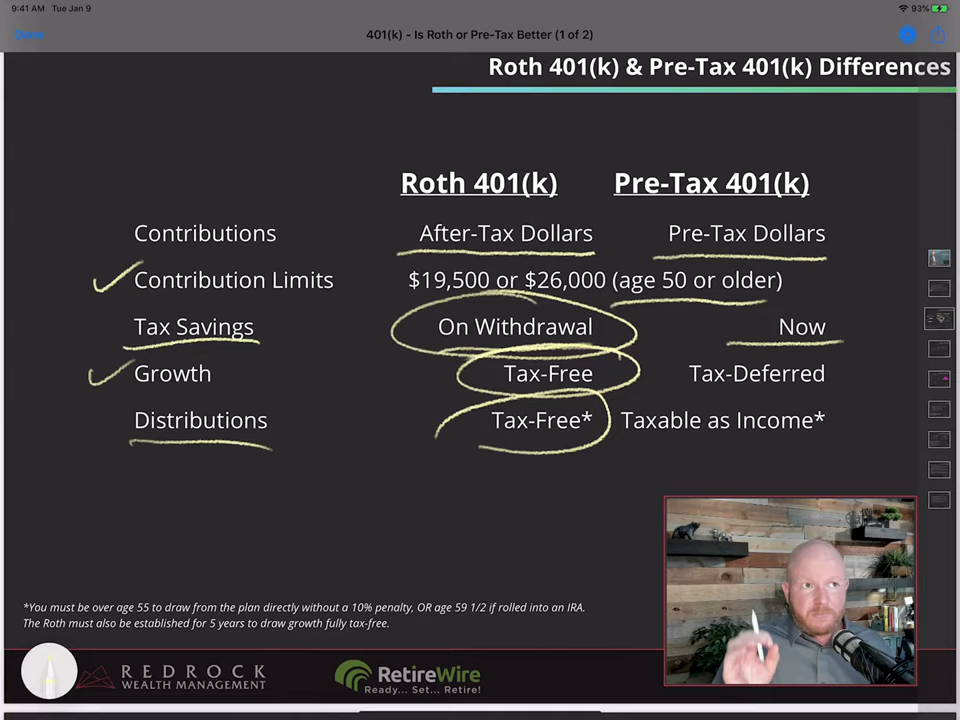 9:41 AM Tue Jan 9
93%
Done
401(k) - Is Roth or Pre-Tax Better (1 of 2)
Roth 401(k) & Pre-Tax 401(k) Differences
Roth 401(k) Pre-Tax 401(k)
Contributions After-Tax Dollars Pre-Tax Dollars
Contribution Limits $19,500 or $26,000 (age 50 or older)
Tax Savings On Withdrawal Now
Growth Tax-Free Tax-Deferred
Distributions Tax-Free* Taxable as Income*
*You must be over age 55 to draw from the plan directly without a 10% penalty, OR age 59 1/2 if rolled into an IRA.
The Roth must also be established for 5 years to draw growth fully tax-free.
REDROCK
WEALTH MANAGEMENT
RetireWire
Ready... Set... Retire!